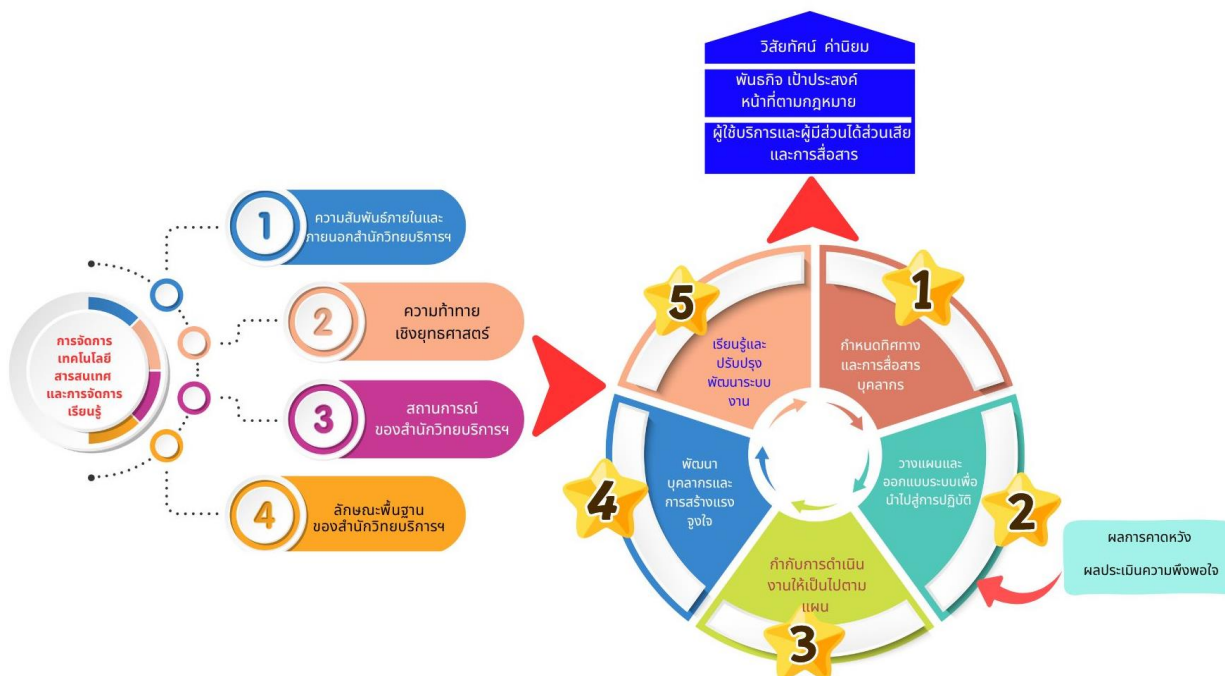 วิสัยทัศน์ ค่านิยม
พันธกิจ เป้าประสงค์
หน้าที่ตามกฎหมาย
ผู้ใช้บริการและผู้มีส่วนได้ส่วนเสีย
และการสื่อสาร
การจัดการ
เทคโนโลยี
สารสนเทศ
และการจัดการ
เรียนรู้
1
ความสัมพันธ์ภายในและ
ภายนอกสำนักวิทยบริการฯ
2
ความท้าทาย
เชิงยุทธศาสตร์
3
สถานการณ์
ของสำนักวิทยบริการฯ
4
ลักษณะพื้นฐาน
ของสำนักวิทยบริการฯ
1
กำหนดทิศทาง
และการสื่อสาร
บุคลากร
2
วางแผนและ
ออกแบบระบบเพื่อ
นำไปสู่การปฏิบัติ
3
กำกับการดำเนิน
งานให้เป็นไปตาม
แผน
4
พัฒนา
บุคลากรและ
การสร้างแรง
จูงใจ
5
เรียนรู้และ
ปรับปรุง
พัฒนาระบบ
งาน
ผลการคาดหวัง
ผลประเมินความพึงพอใจ